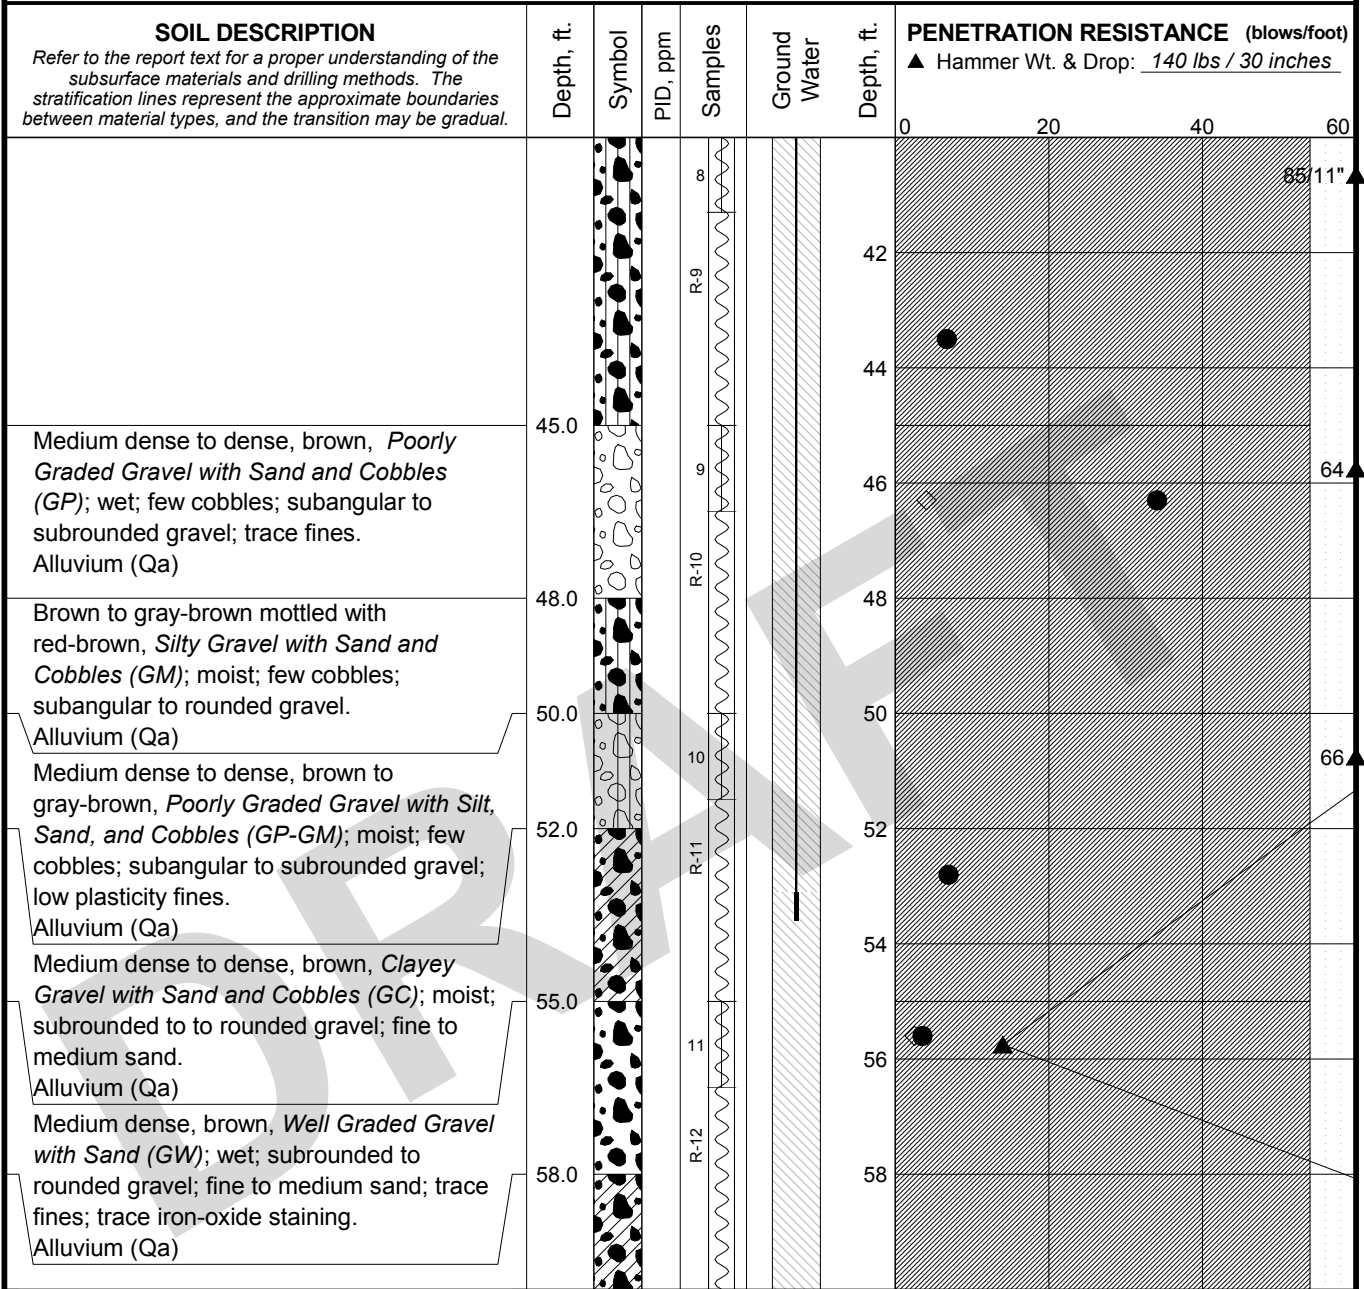 SOIL DESCRIPTION
Refer to the report text for a proper understanding of the
subsurface materials and drilling methods. The
stratification lines represent the approximate boundaries
between material types, and the transition may be gradual.
Depth, ft.
Symbol
PID, ppm
Samples
Ground
Water
Depth, ft.
PENETRATION RESISTANCE (blows/foot)
▲ Hammer Wt. & Drop: 140 lbs / 30 inches
0 20 40 60
8
85/11"
42
R-9
44
45.0
Medium dense to dense, brown, Poorly
Graded Gravel with Sand and Cobbles
(GP); wet; few cobbles; subangular to
subrounded gravel; trace fines.
Alluvium (Qa)
9
64
46
R-10
48.0
48
Brown to gray-brown mottled with
red-brown, Silty Gravel with Sand and
Cobbles (GM); moist; few cobbles;
subangular to rounded gravel.
Alluvium (Qa)
50.0
50
10
66
Medium dense to dense, brown to
gray-brown, Poorly Graded Gravel with Silt,
Sand, and Cobbles (GP-GM); moist; few
cobbles; subangular to subrounded gravel;
low plasticity fines.
Alluvium (Qa)
52.0
52
R-11
54
Medium dense to dense, brown, Clayey
Gravel with Sand and Cobbles (GC); moist;
subrounded to to rounded gravel; fine to
medium sand.
Alluvium (Qa)
55.0
11
56
Medium dense, brown, Well Graded Gravel
with Sand (GW); wet; subrounded to
rounded gravel; fine to medium sand; trace
fines; trace iron-oxide staining.
Alluvium (Qa)
R-12
58.0
58
DRAFT